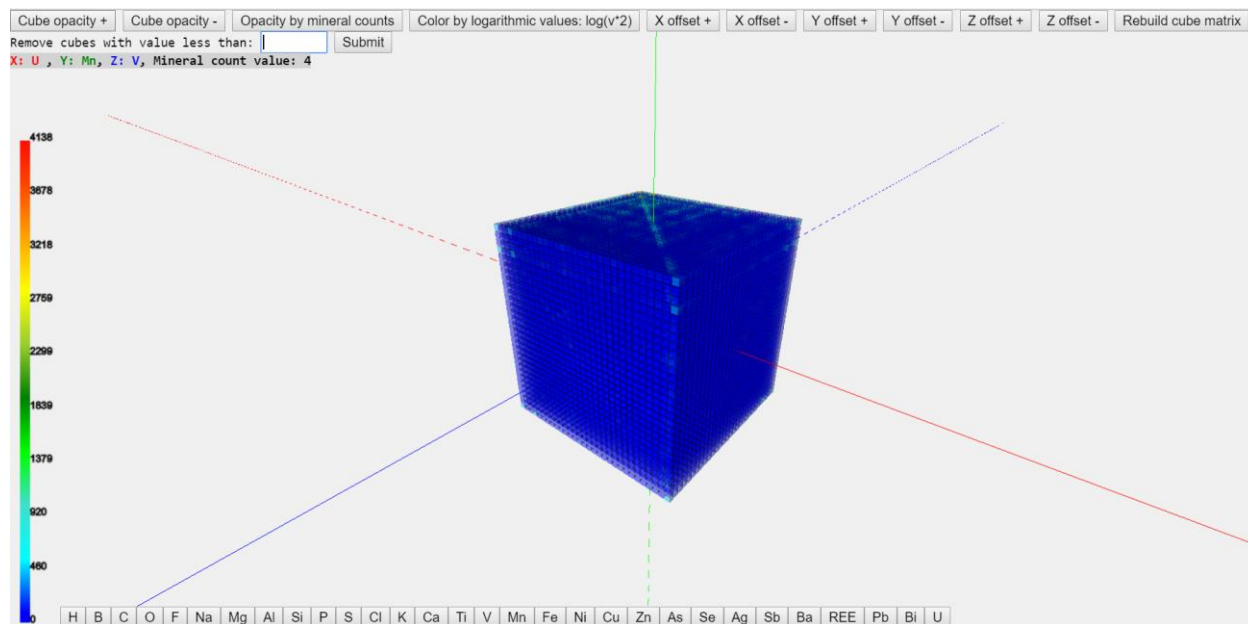 Cube opacity + Cube opacity - Opacity by mineral counts Color by logarithmic values: log(v*2) X offset + X offset - Y offset + Y offset - Z offset + Z offset - Rebuild cube matrix
Remove cubes with value less than: Submit
X: U , Y: Mn, Z: V, Mineral count value: 4
4138
3678
3218
2759
2299
1839
1379
920
460
0
H B C O F Na Mg Al Si P S Cl K Ca Ti V Mn Fe Ni Cu Zn As Se Ag Sb Ba REE Pb Bi U